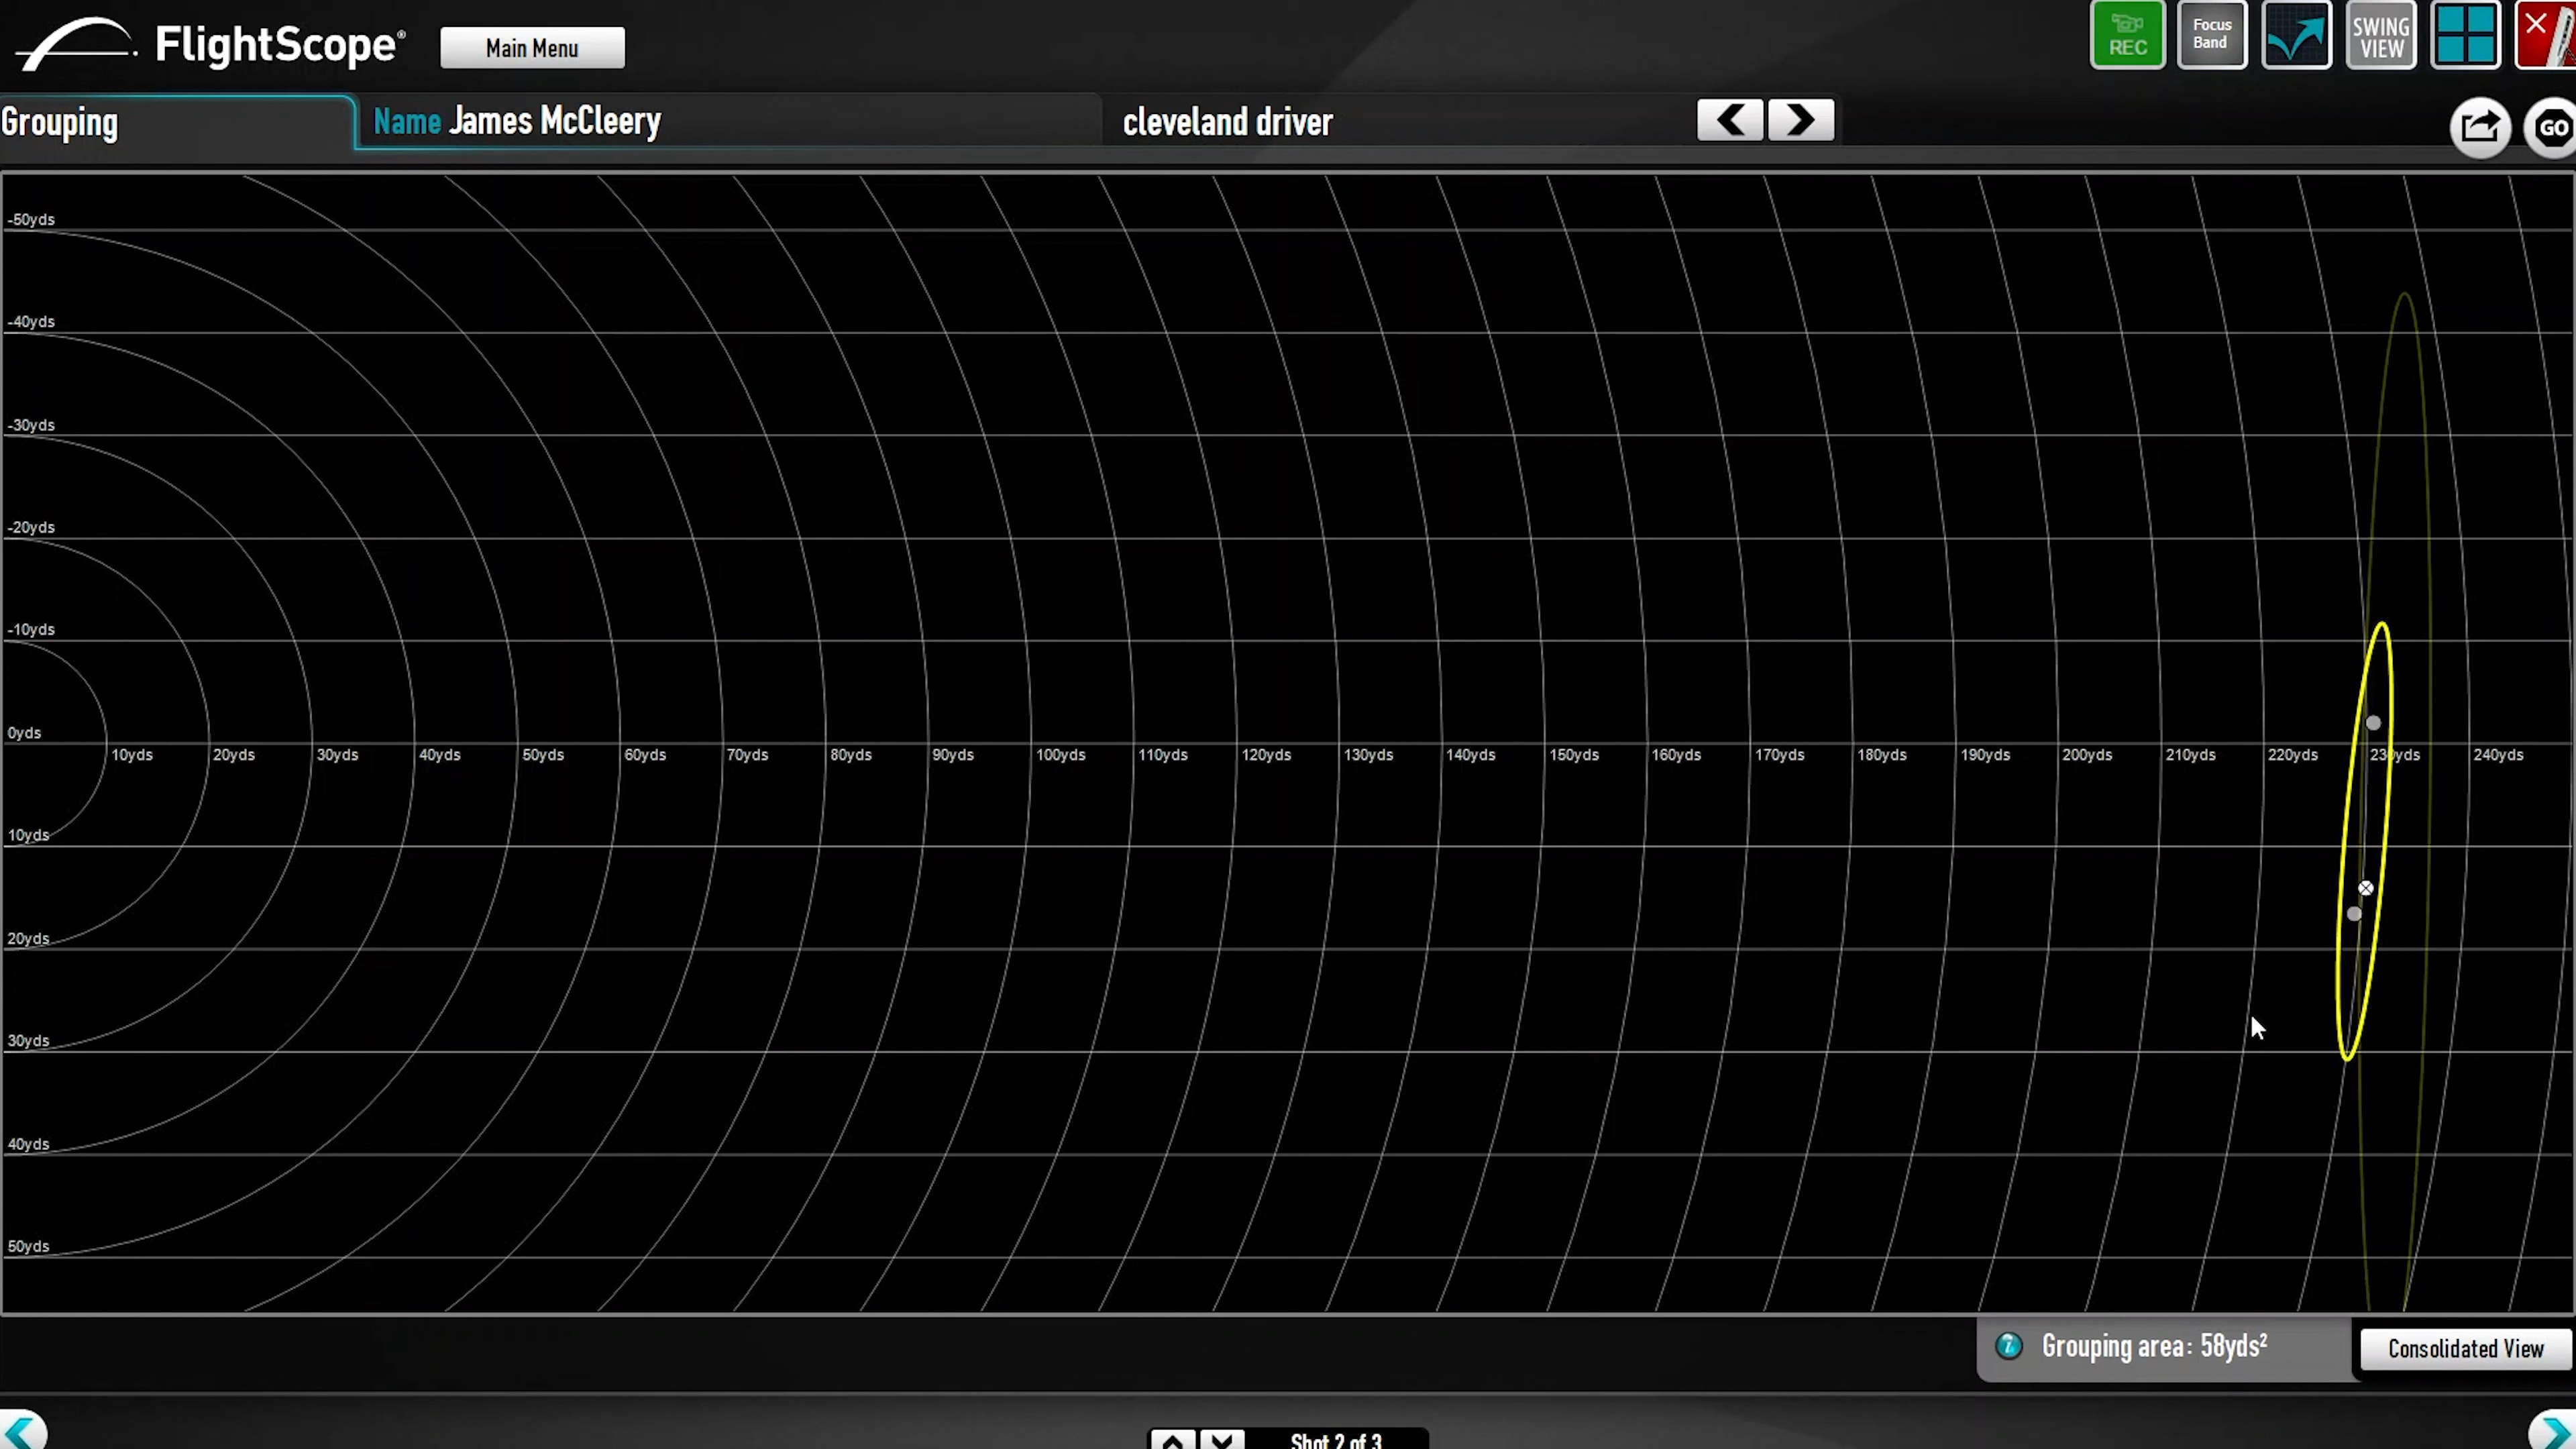 FlightScope®
Main Menu
REC
Focus
Band
SWING
VIEW
Grouping
Name James McCleery
cleveland driver
GO
-50yds
-40yds
-30yds
-20yds
-10yds
0yds
10yds 20yds 30yds 40yds 50yds 60yds 70yds 80yds 90yds 100yds 110yds 120yds 130yds 140yds 150yds 160yds 170yds 180yds 190yds 200yds 210yds 220yds 230yds 240yds
10yds
20yds
30yds
40yds
50yds
i Grouping area: 58yds²
Consolidated View
Shot 2 of 3